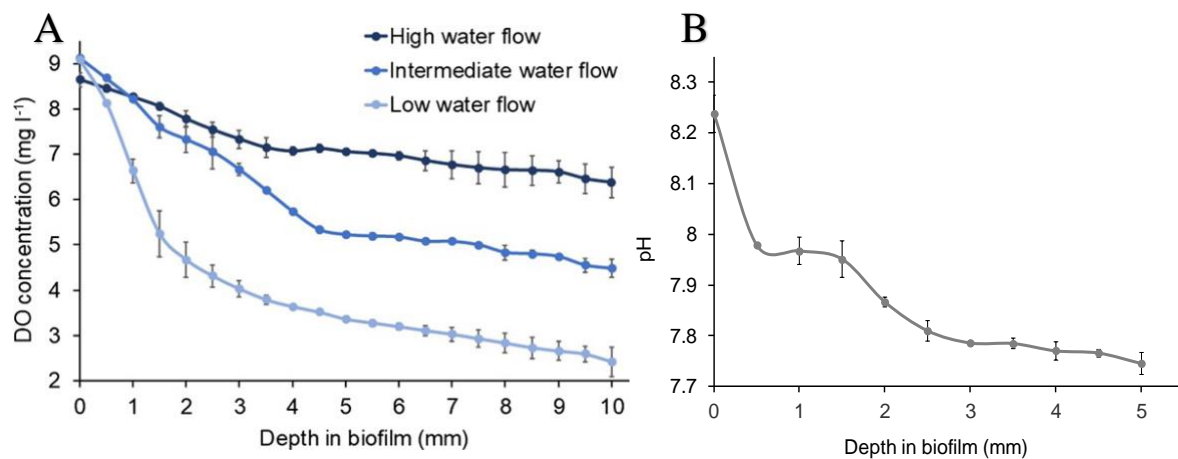 A
High water flow
Intermediate water flow
Low water flow
DO concentration (mg l-1)
9
8
7
6
5
4
3
2
0 1 2 3 4 5 6 7 8 9 10
Depth in biofilm (mm)
B
pH
8.3
8.2
8.1
8
7.9
7.8
7.7
0 1 2 3 4 5
Depth in biofilm (mm)